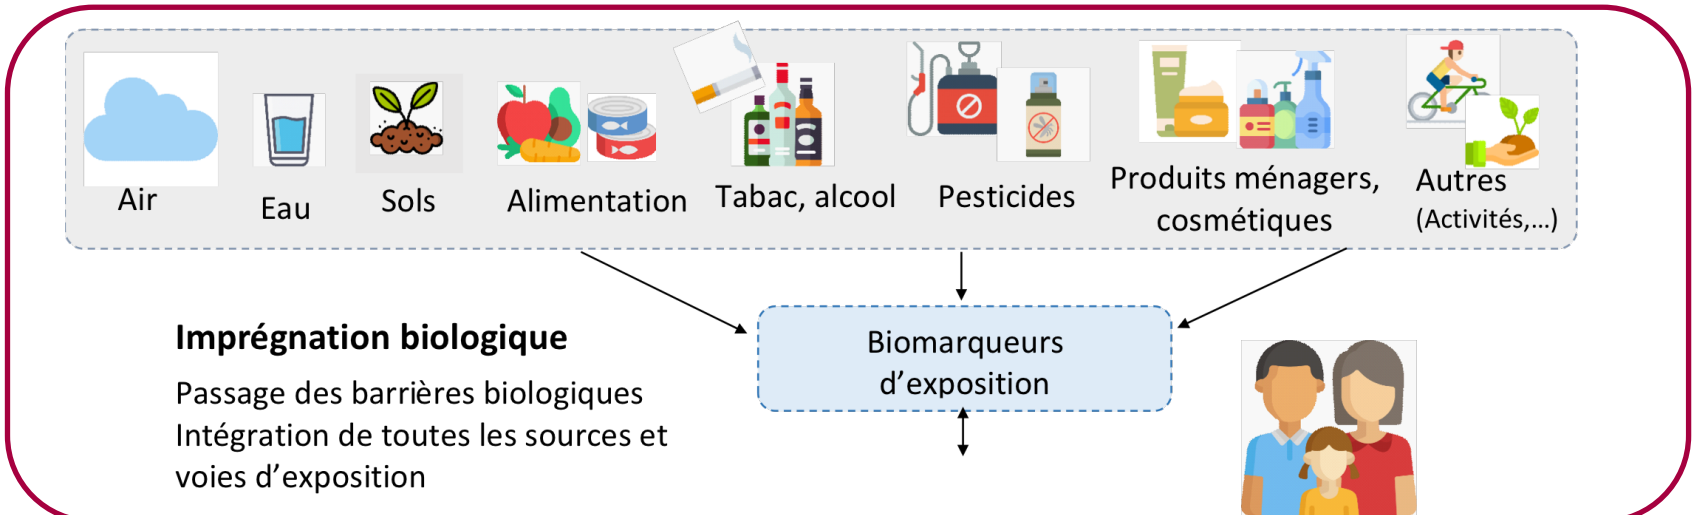 Air
Eau
Sols
Alimentation
Tabac, alcool
Pesticides
Produits ménagers,
cosmétiques
Autres
(Activités,...)
Imprégnation biologique
Passage des barrières biologiques
Intégration de toutes les sources et
voies d’exposition
Biomarqueurs
d’exposition